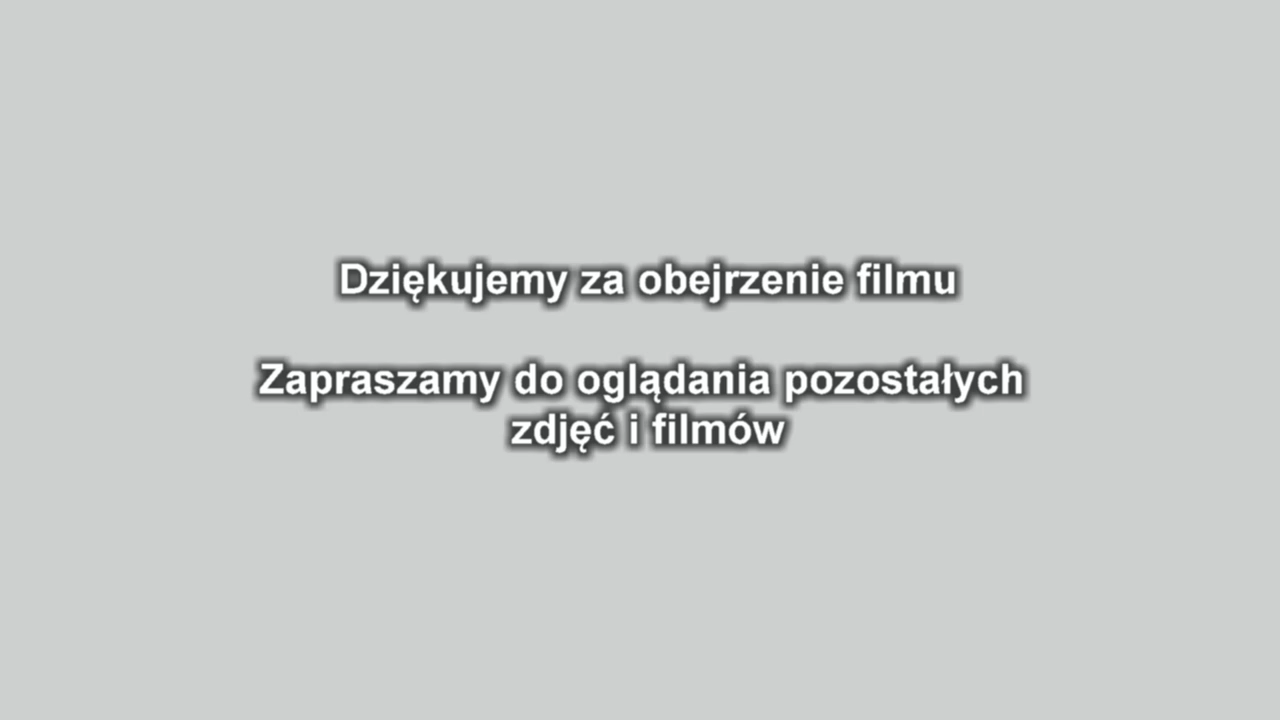 Dziękujemy za obejrzenie filmu
Zapraszamy do oglądania pozostałych
zdjęć i filmów